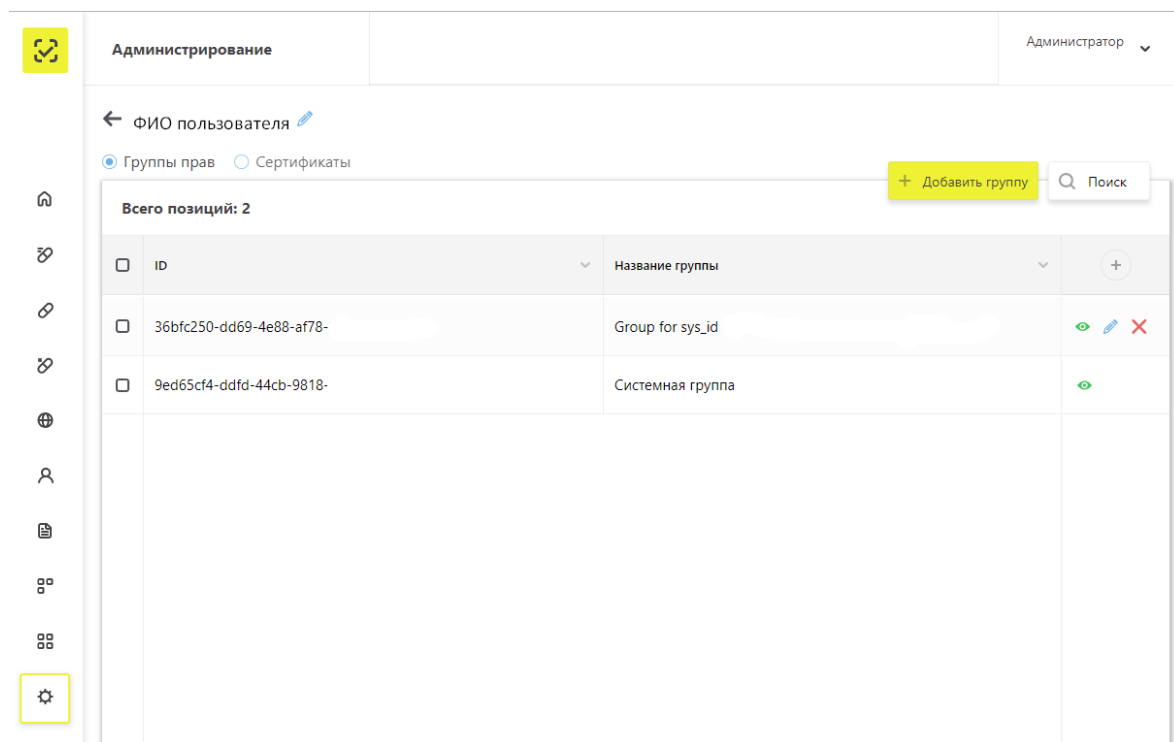 Администрирование
Администратор
ФИО пользователя
Группы прав Сертификаты
+ Добавить группу Поиск
Всего позиций: 2
ID Название группы +
36bfc250-dd69-4e88-af78- Group for sys_id
9ed65cf4-ddfd-44cb-9818- Системная группа